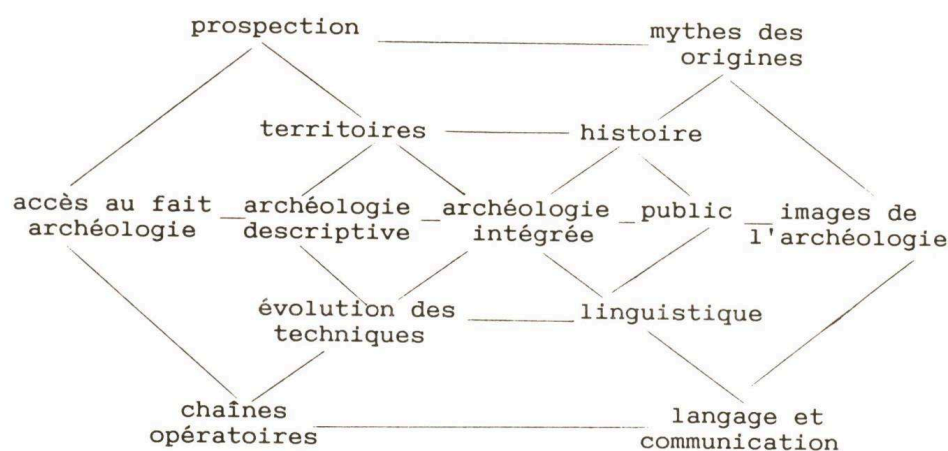 prospection
mythes des
origines
territoires
histoire
accès au fait
archéologie
archéologie
descriptive
archéologie
intégrée
public
images de
l'archéologie
évolution des
techniques
linguistique
chaînes
opératoires
langage et
communication